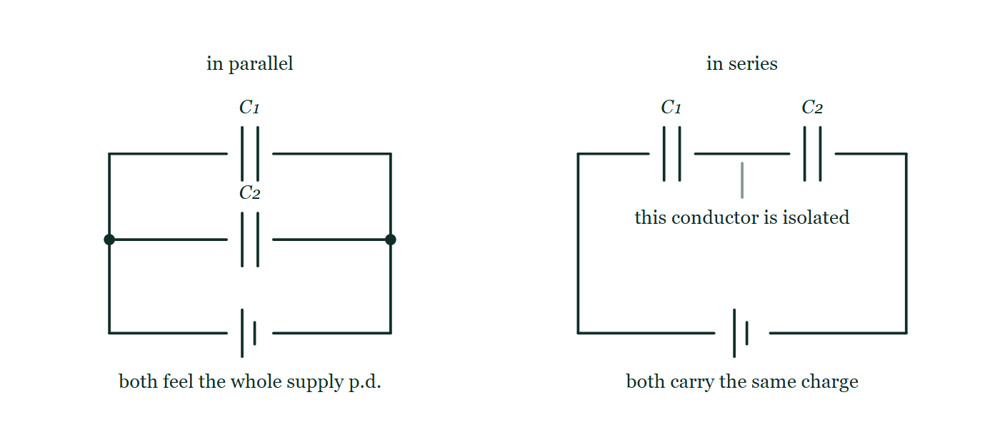 in parallel
C1
C2
both feel the whole supply p.d.
in series
C1 C2
this conductor is isolated
both carry the same charge